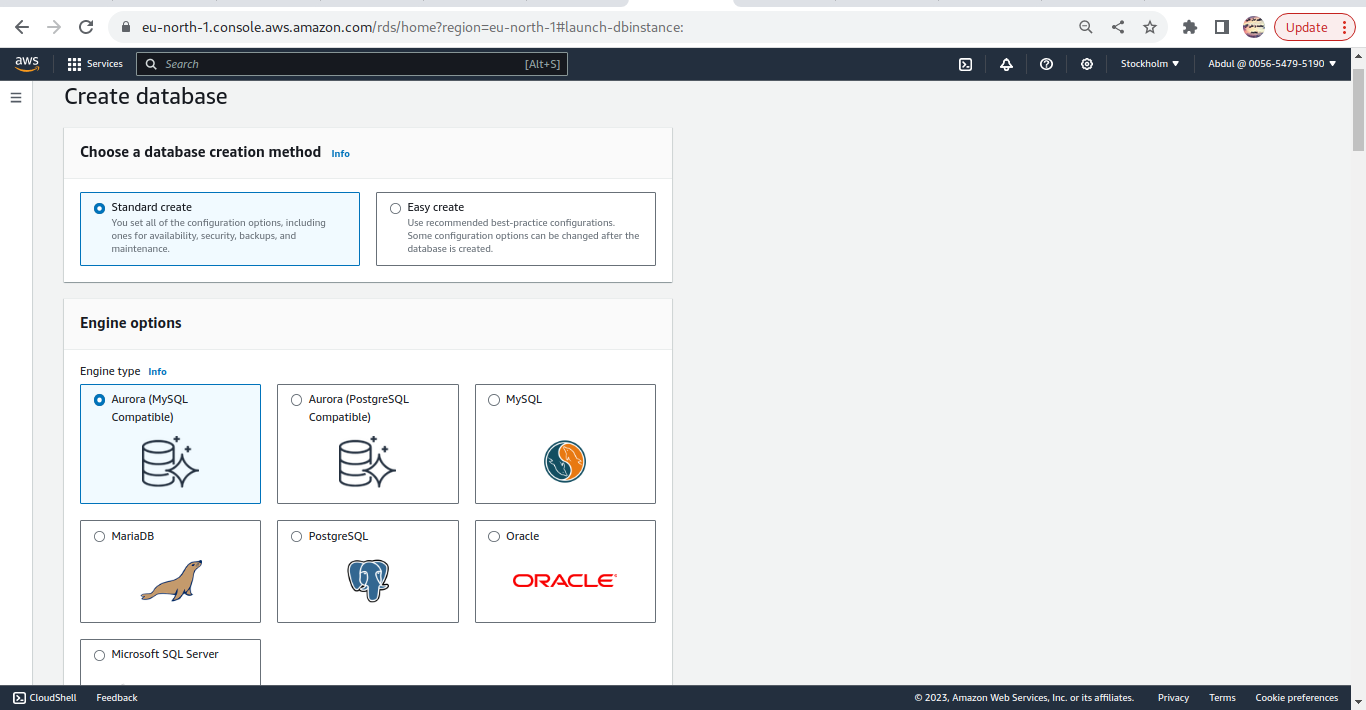 eu-north-1.console.aws.amazon.com/rds/home?region=eu-north-1#launch-dbinstance:
Update
aws
Services
Search
[Alt+S]
Stockholm
Abdul @ 0056-5479-5190
Create database
Choose a database creation method Info
Standard create
You set all of the configuration options, including
ones for availability, security, backups, and
maintenance.
Easy create
Use recommended best-practice configurations.
Some configuration options can be changed after the
database is created.
Engine options
Engine type Info
Aurora (MySQL
Compatible)
Aurora (PostgreSQL
Compatible)
MySQL
MariaDB
PostgreSQL
Oracle
ORACLE
Microsoft SQL Server
CloudShell
Feedback
© 2023, Amazon Web Services, Inc. or its affiliates.
Privacy
Terms
Cookie preferences